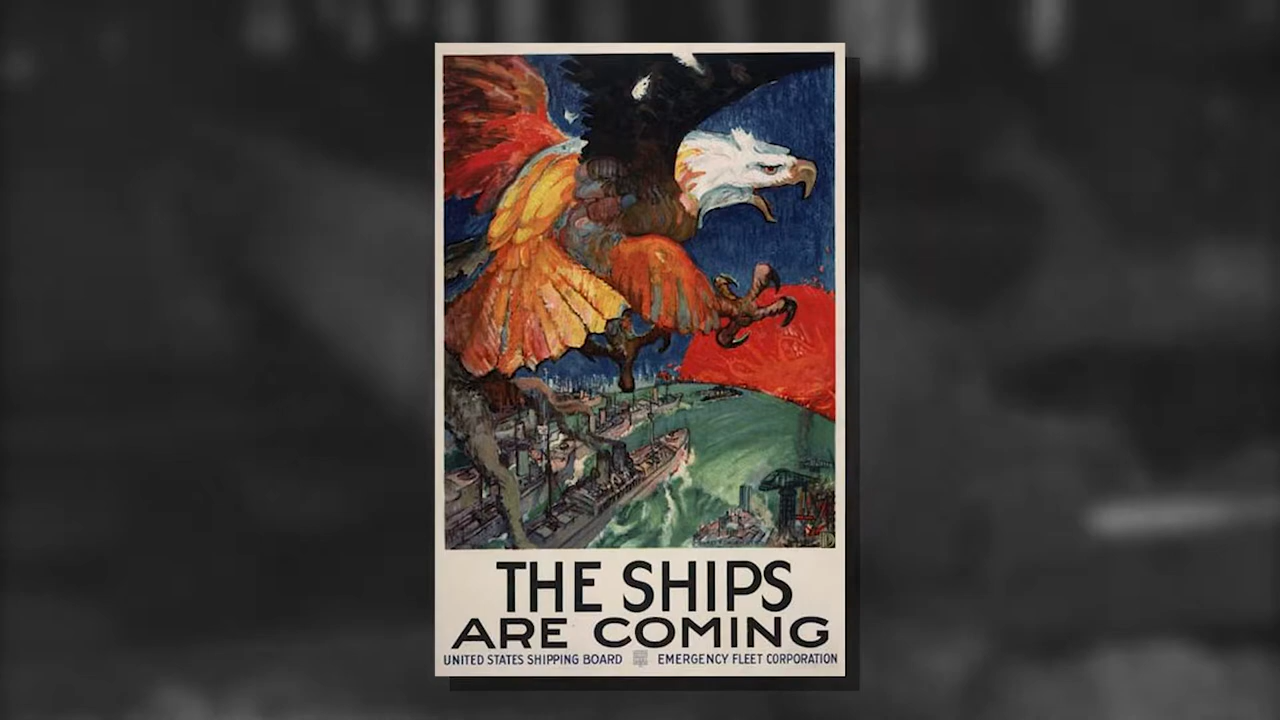 THE SHIPS
ARE COMING
UNITED STATES SHIPPING BOARD EMERGENCY FLEET CORPORATION